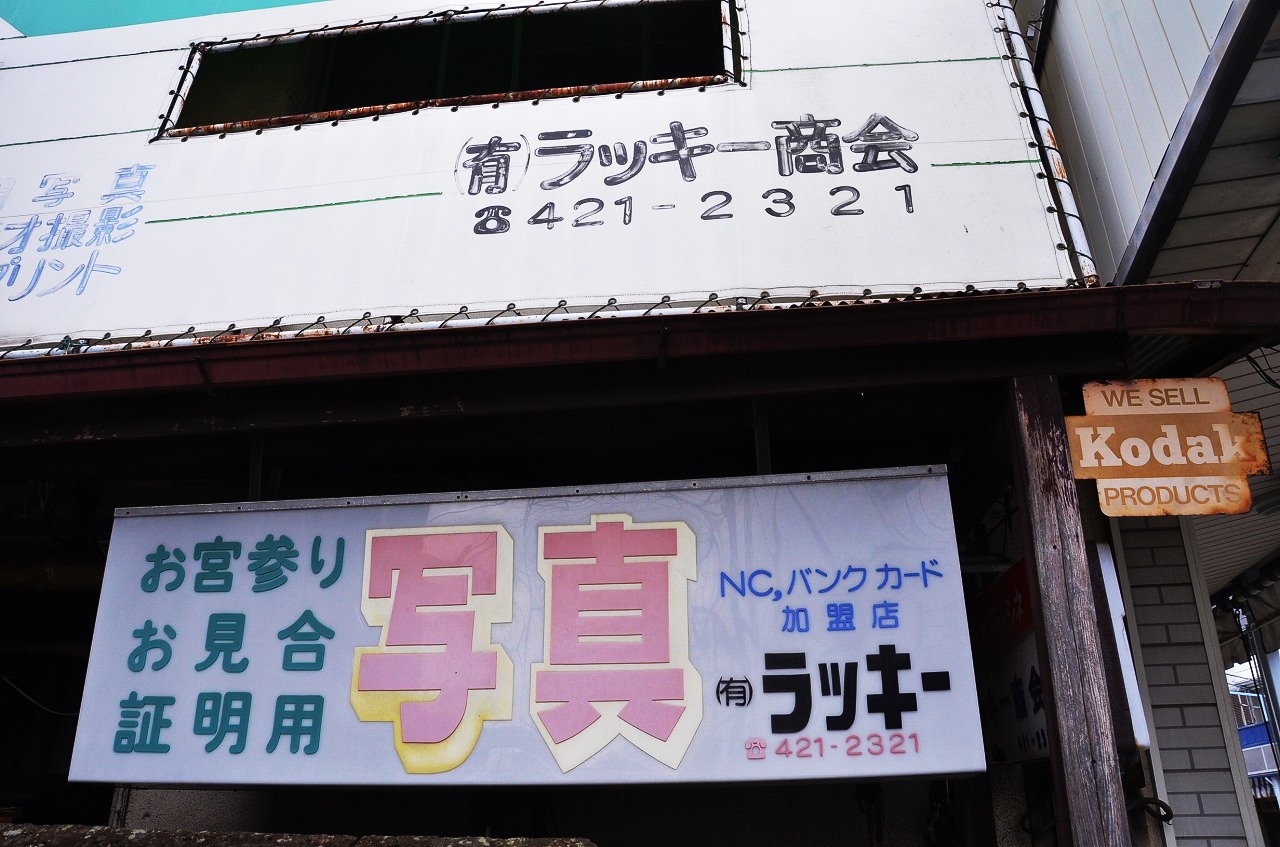 (有)ラッキー商会
☎421-2321
写真
オ撮影
プリント
WE SELL
Kodak
PRODUCTS
お宮参り
お見合
証明用
写真
NC,バンクカード
加盟店
(有)ラッキー
☎421-2321